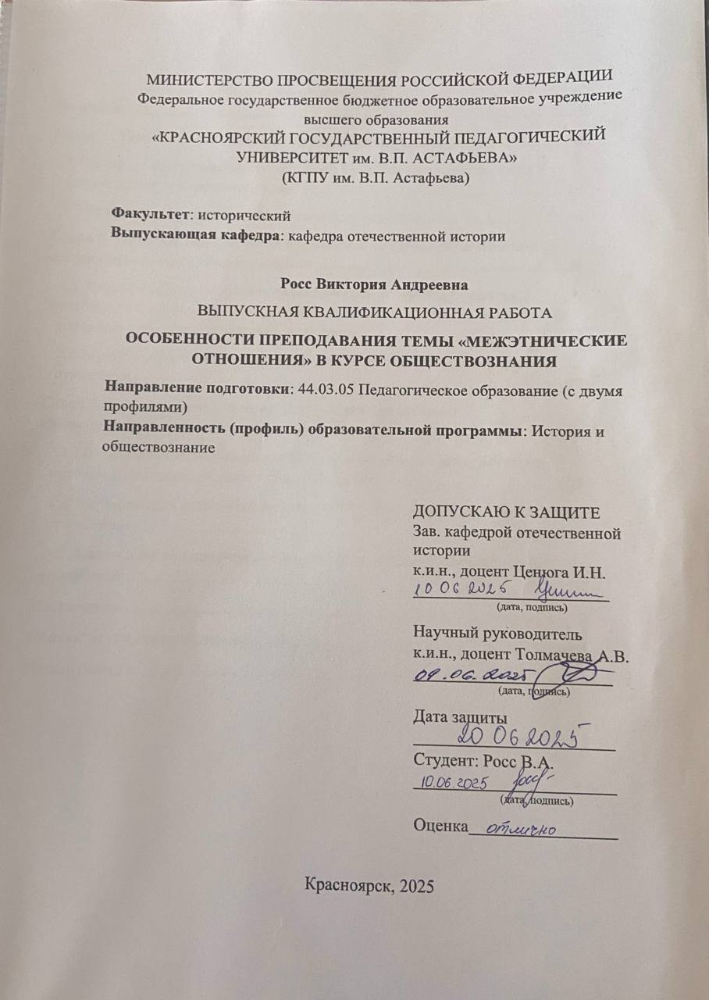 МИНИСТЕРСТВО ПРОСВЕЩЕНИЯ РОССИЙСКОЙ ФЕДЕРАЦИИ
Федеральное государственное бюджетное образовательное учреждение
высшего образования
«КРАСНОЯРСКИЙ ГОСУДАРСТВЕННЫЙ ПЕДАГОГИЧЕСКИЙ
УНИВЕРСИТЕТ им. В.П. АСТАФЬЕВА»
(КГПУ им. В.П. Астафьева)
Факультет: исторический
Выпускающая кафедра: кафедра отечественной истории
Росс Виктория Андреевна
ВЫПУСКНАЯ КВАЛИФИКАЦИОННАЯ РАБОТА
ОСОБЕННОСТИ ПРЕПОДАВАНИЯ ТЕМЫ «МЕЖЭТНИЧЕСКИЕ
ОТНОШЕНИЯ» В КУРСЕ ОБЩЕСТВОЗНАНИЯ
Направление подготовки: 44.03.05 Педагогическое образование (с двумя
профилями)
Направленность (профиль) образовательной программы: История и
обществознание
ДОПУСКАЮ К ЗАЩИТЕ
Зав. кафедрой отечественной
истории
к.и.н., доцент Ценюга И.Н.
10 06 2025
(дата, подпись)
Научный руководитель
к.и.н., доцент Толмачева А.В.
09.06.2025
(дата, подпись)
Дата защиты
20 06 2025
Студент: Росс В.А.
10.06.2025
(дата, подпись)
Оценка отлично
Красноярск, 2025